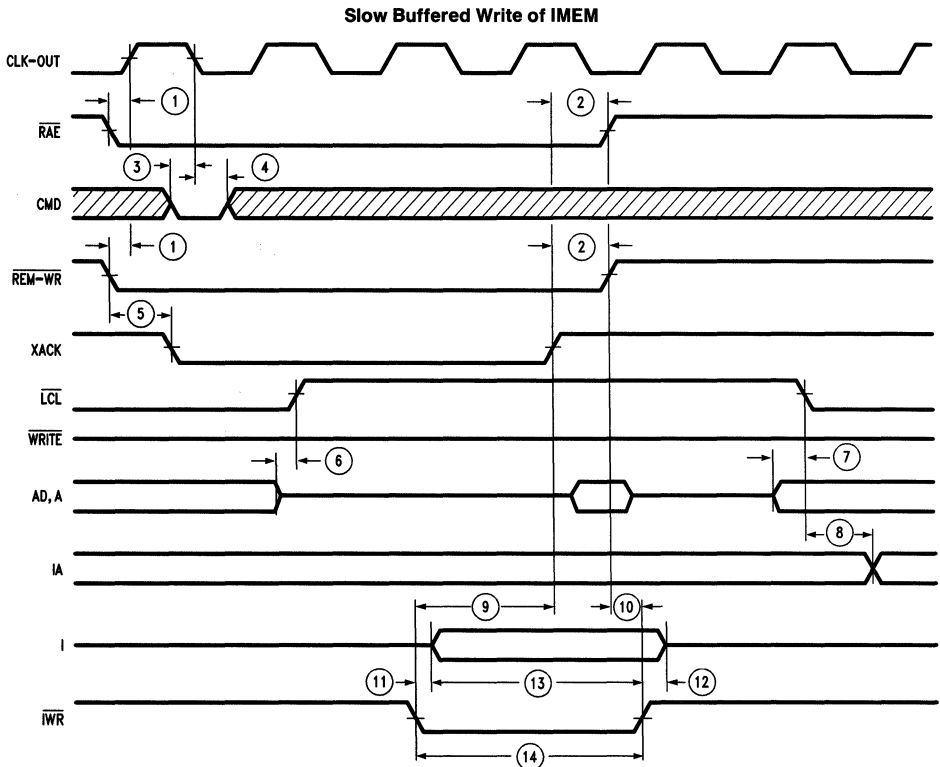 Slow Buffered Write of IMEM
CLK-OUT
1
2
RAE
3
4
CMD
1
2
REM-WR
5
XACK
LCL
WRITE
6
7
AD, A
8
IA
9
10
I
11
13
12
IWR
14